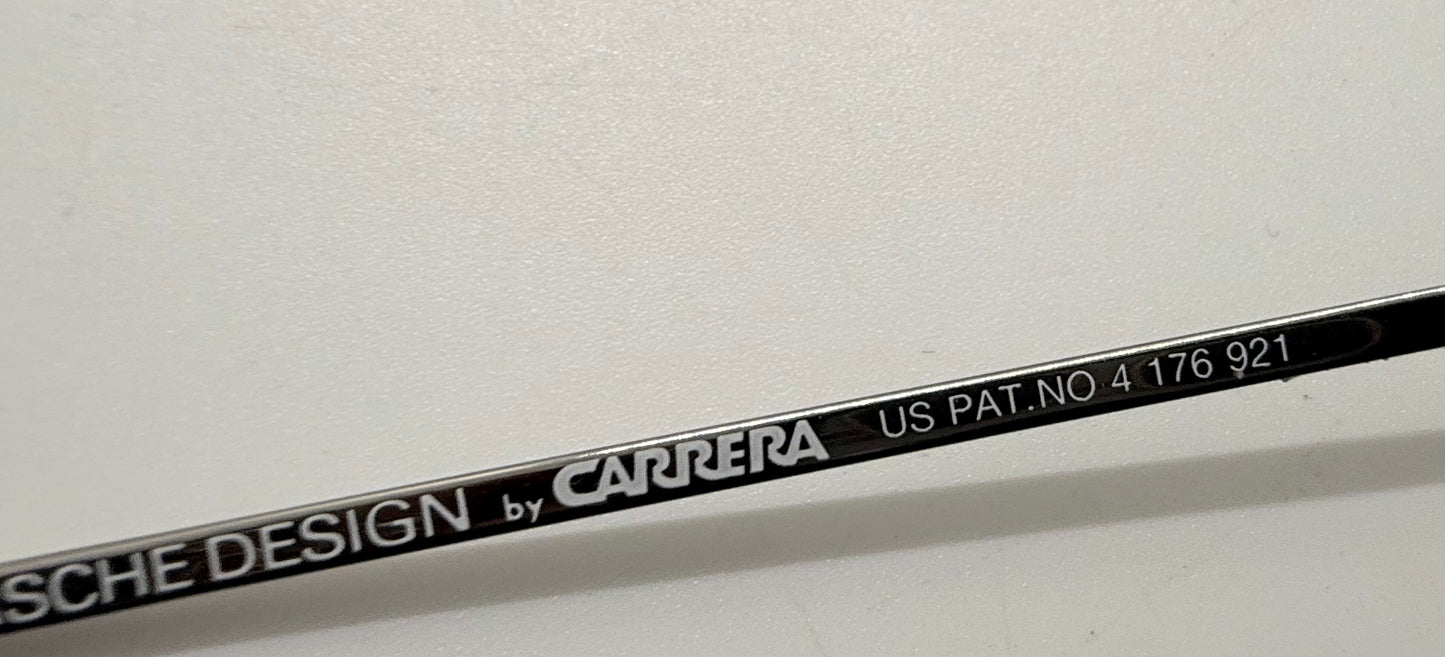 SCHE DESIGN by CARRERA US PAT.NO 4 176 921